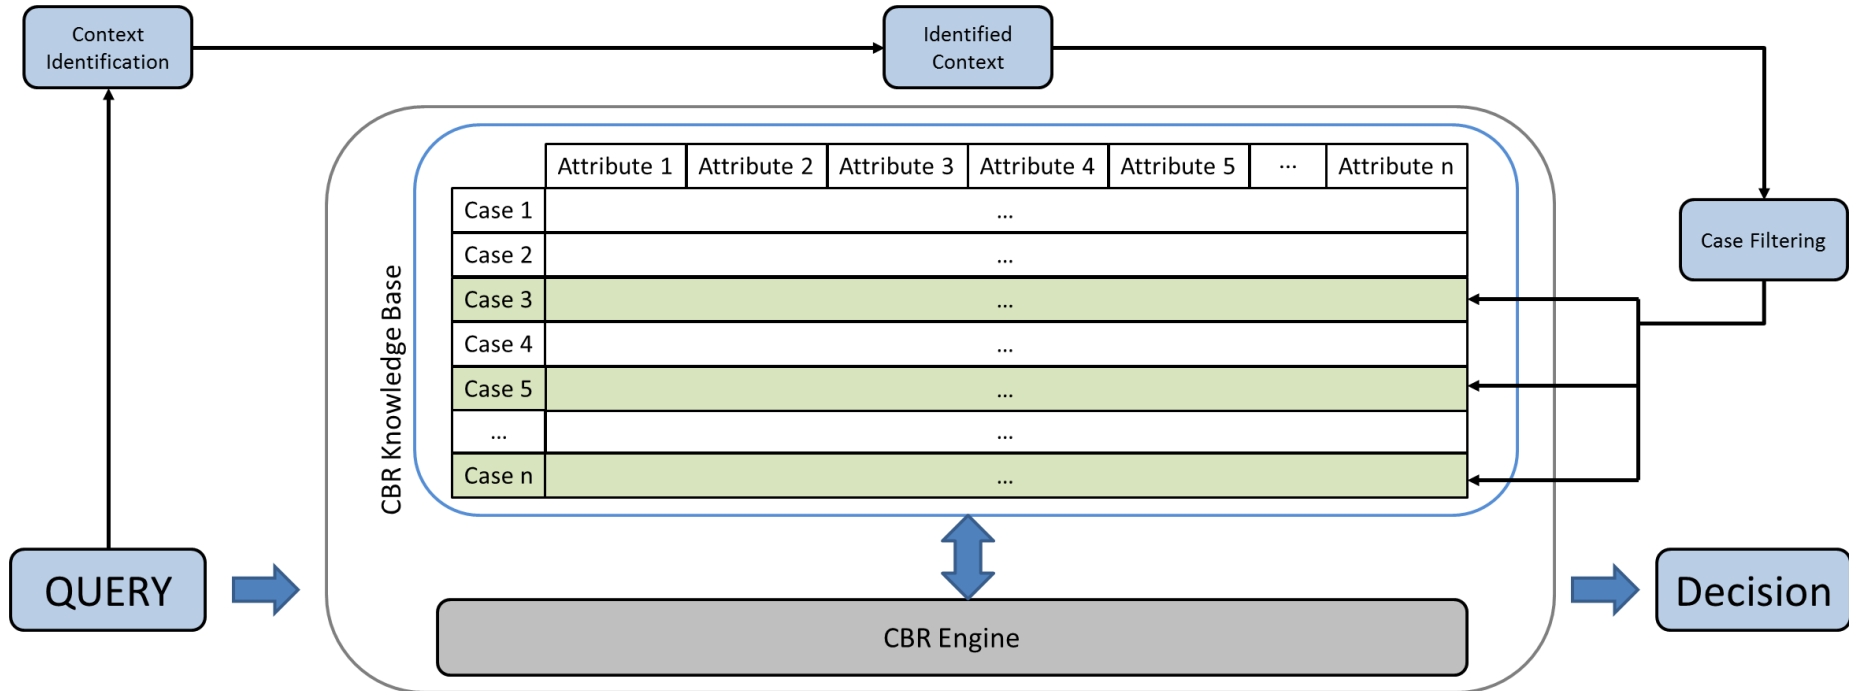 Context
Identification
Identified
Context
Attribute 1 Attribute 2 Attribute 3 Attribute 4 Attribute 5 ... Attribute n
Case 1 ...
Case 2 ...
Case 3 ...
Case 4 ...
Case 5 ...
... ...
Case n ...
CBR Knowledge Base
Case Filtering
QUERY
CBR Engine
Decision